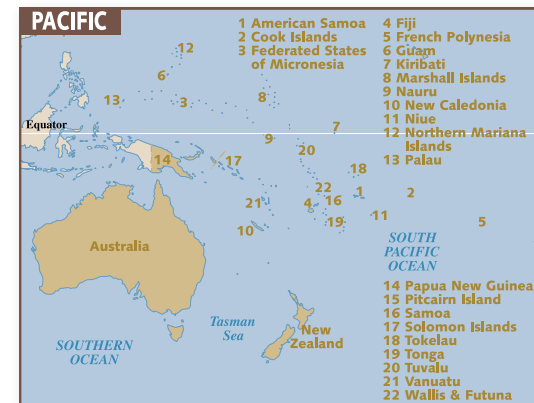 PACIFIC
1 American Samoa
2 Cook Islands
3 Federated States
of Micronesia
4 Fiji
5 French Polynesia
6 Guam
7 Kiribati
8 Marshall Islands
9 Nauru
10 New Caledonia
11 Niue
12 Northern Mariana
Islands
13 Palau
12
6
13
3
8
Equator
7
9
20
14
17
18
22
1
2
21
4
16
19
11
5
10
Australia
SOUTH
PACIFIC
OCEAN
14 Papua New Guinea
15 Pitcairn Island
16 Samoa
17 Solomon Islands
18 Tokelau
19 Tonga
20 Tuvalu
21 Vanuatu
22 Wallis & Futuna
Tasman
Sea
New
Zealand
SOUTHERN
OCEAN